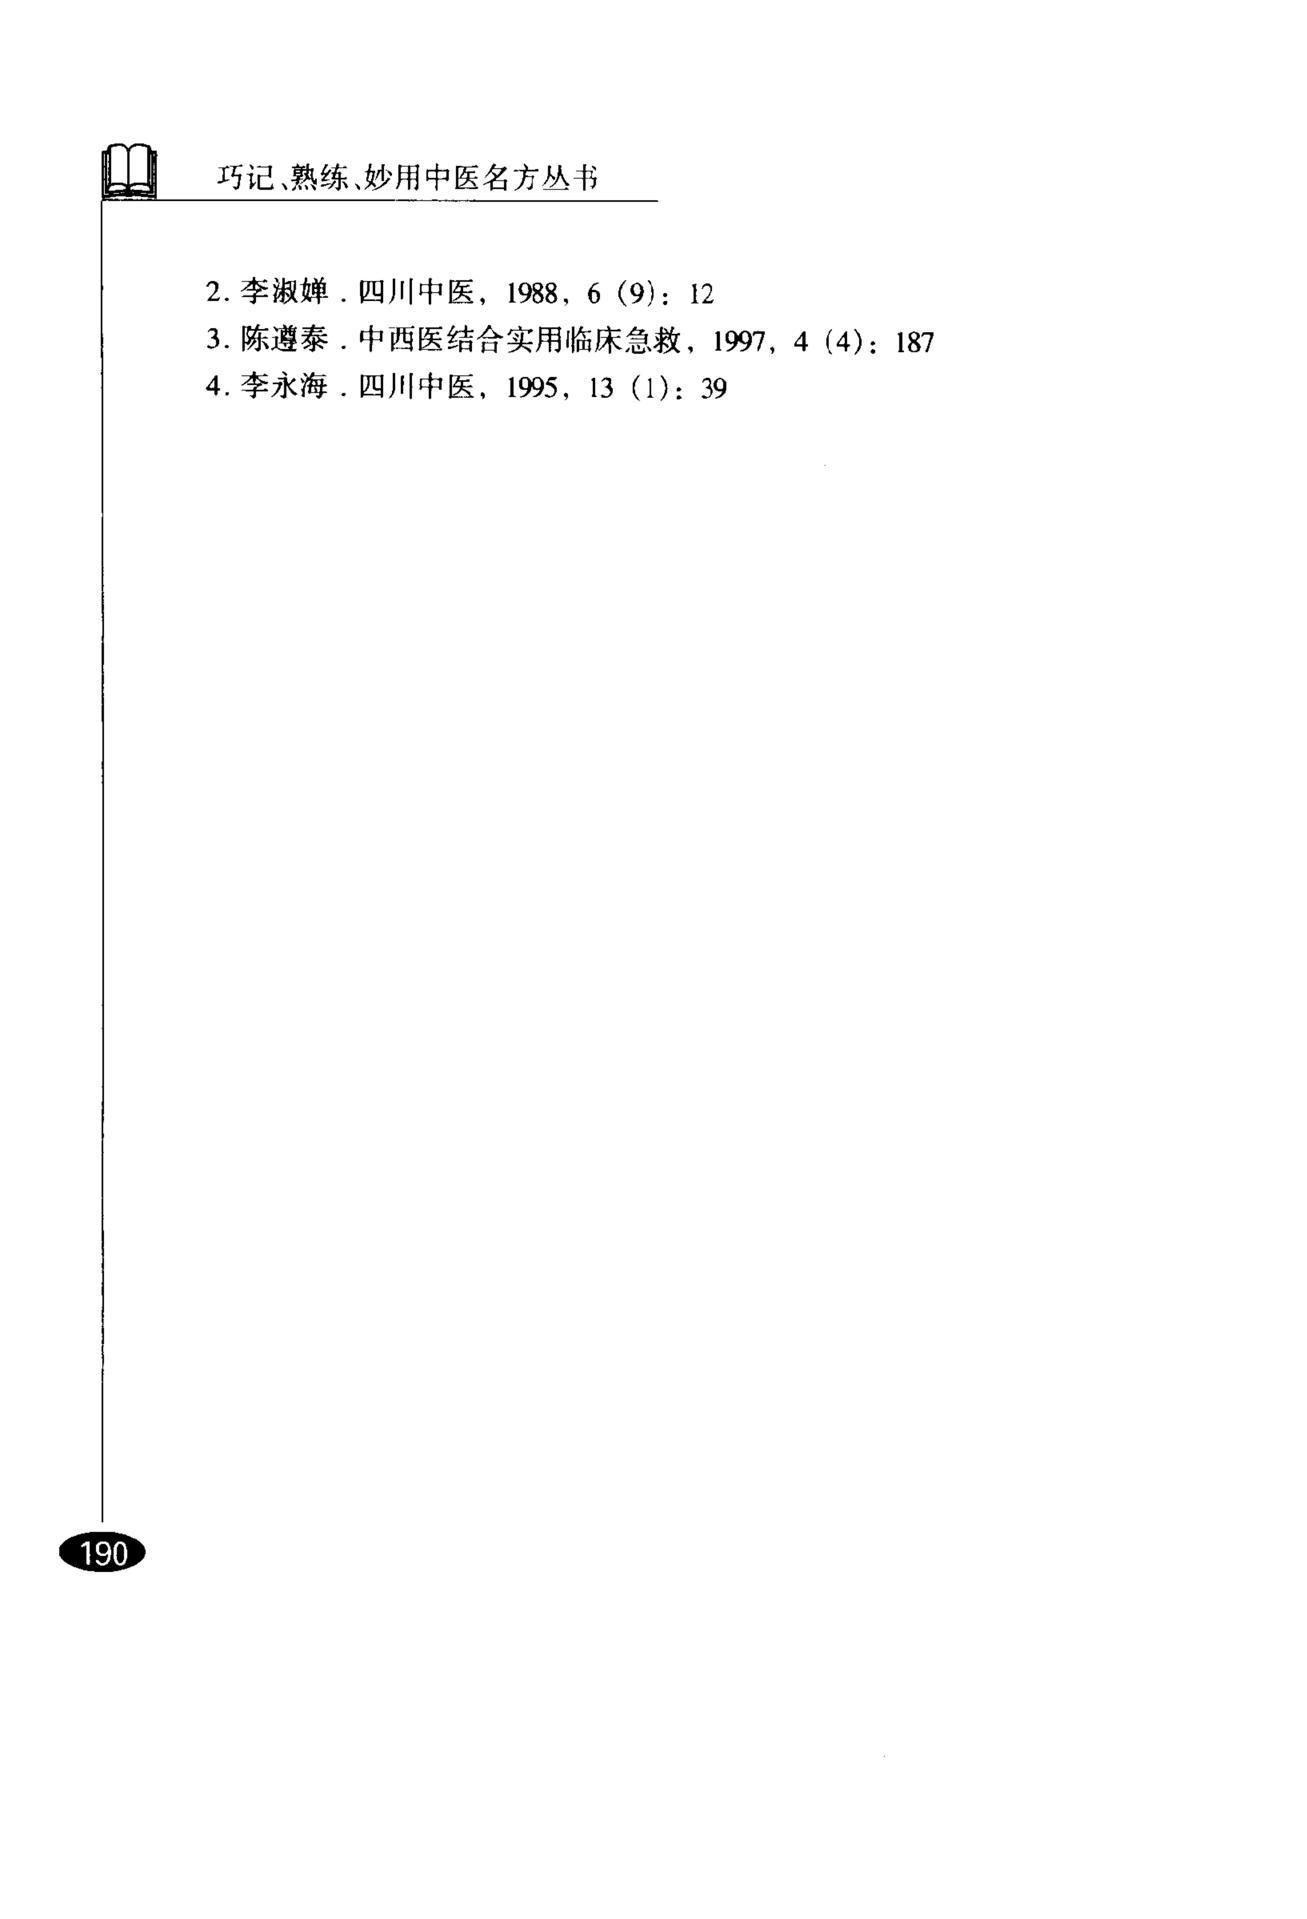 巧记、熟练、妙用中医名方丛书
2. 李淑婵 . 四川中医, 1988, 6 (9): 12
3. 陈遵泰 . 中西医结合实用临床急救, 1997, 4 (4): 187
4. 李永海 . 四川中医, 1995, 13 (1): 39
190